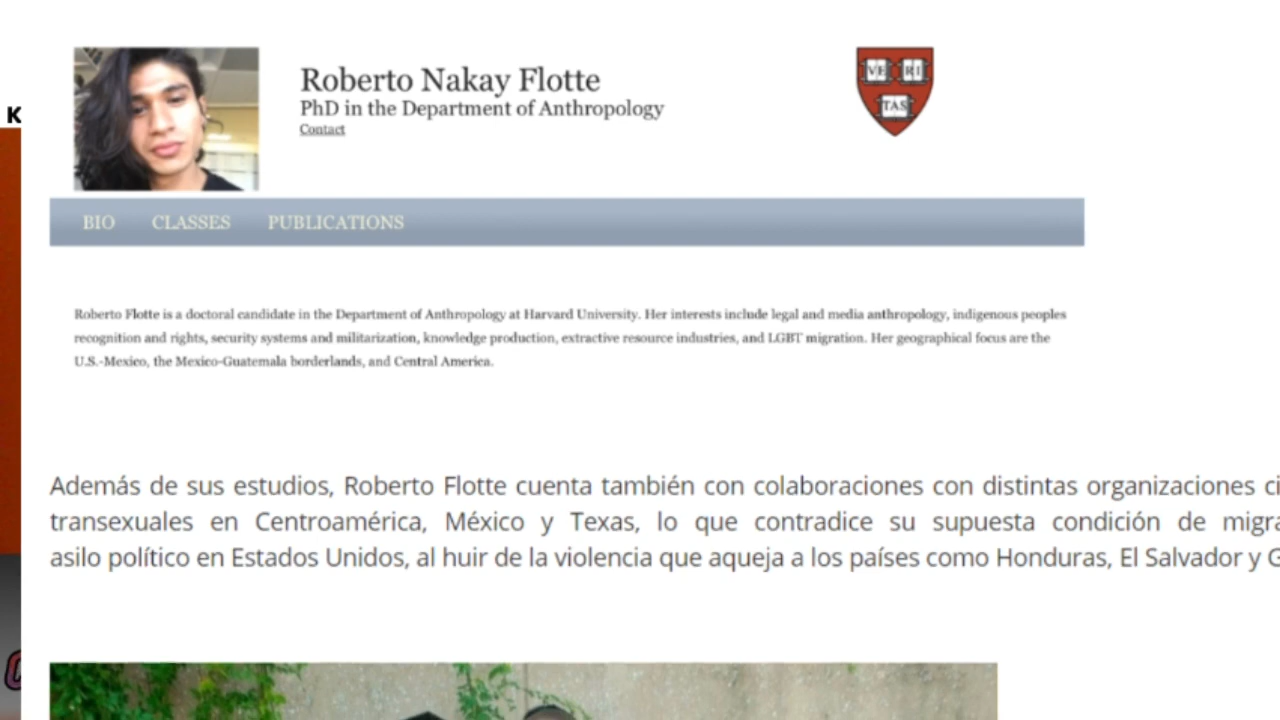 K
Roberto Nakay Flotte
PhD in the Department of Anthropology
Contact
VE RI
TAS
BIO CLASSES PUBLICATIONS
Roberto Flotte is a doctoral candidate in the Department of Anthropology at Harvard University. Her interests include legal and media anthropology, indigenous peoples
recognition and rights, security systems and militarization, knowledge production, extractive resource industries, and LGBT migration. Her geographical focus are the
U.S.-Mexico, the Mexico-Guatemala borderlands, and Central America.
Además de sus estudios, Roberto Flotte cuenta también con colaboraciones con distintas organizaciones ci
transexuales en Centroamérica, México y Texas, lo que contradice su supuesta condición de migra
asilo político en Estados Unidos, al huir de la violencia que aqueja a los países como Honduras, El Salvador y G